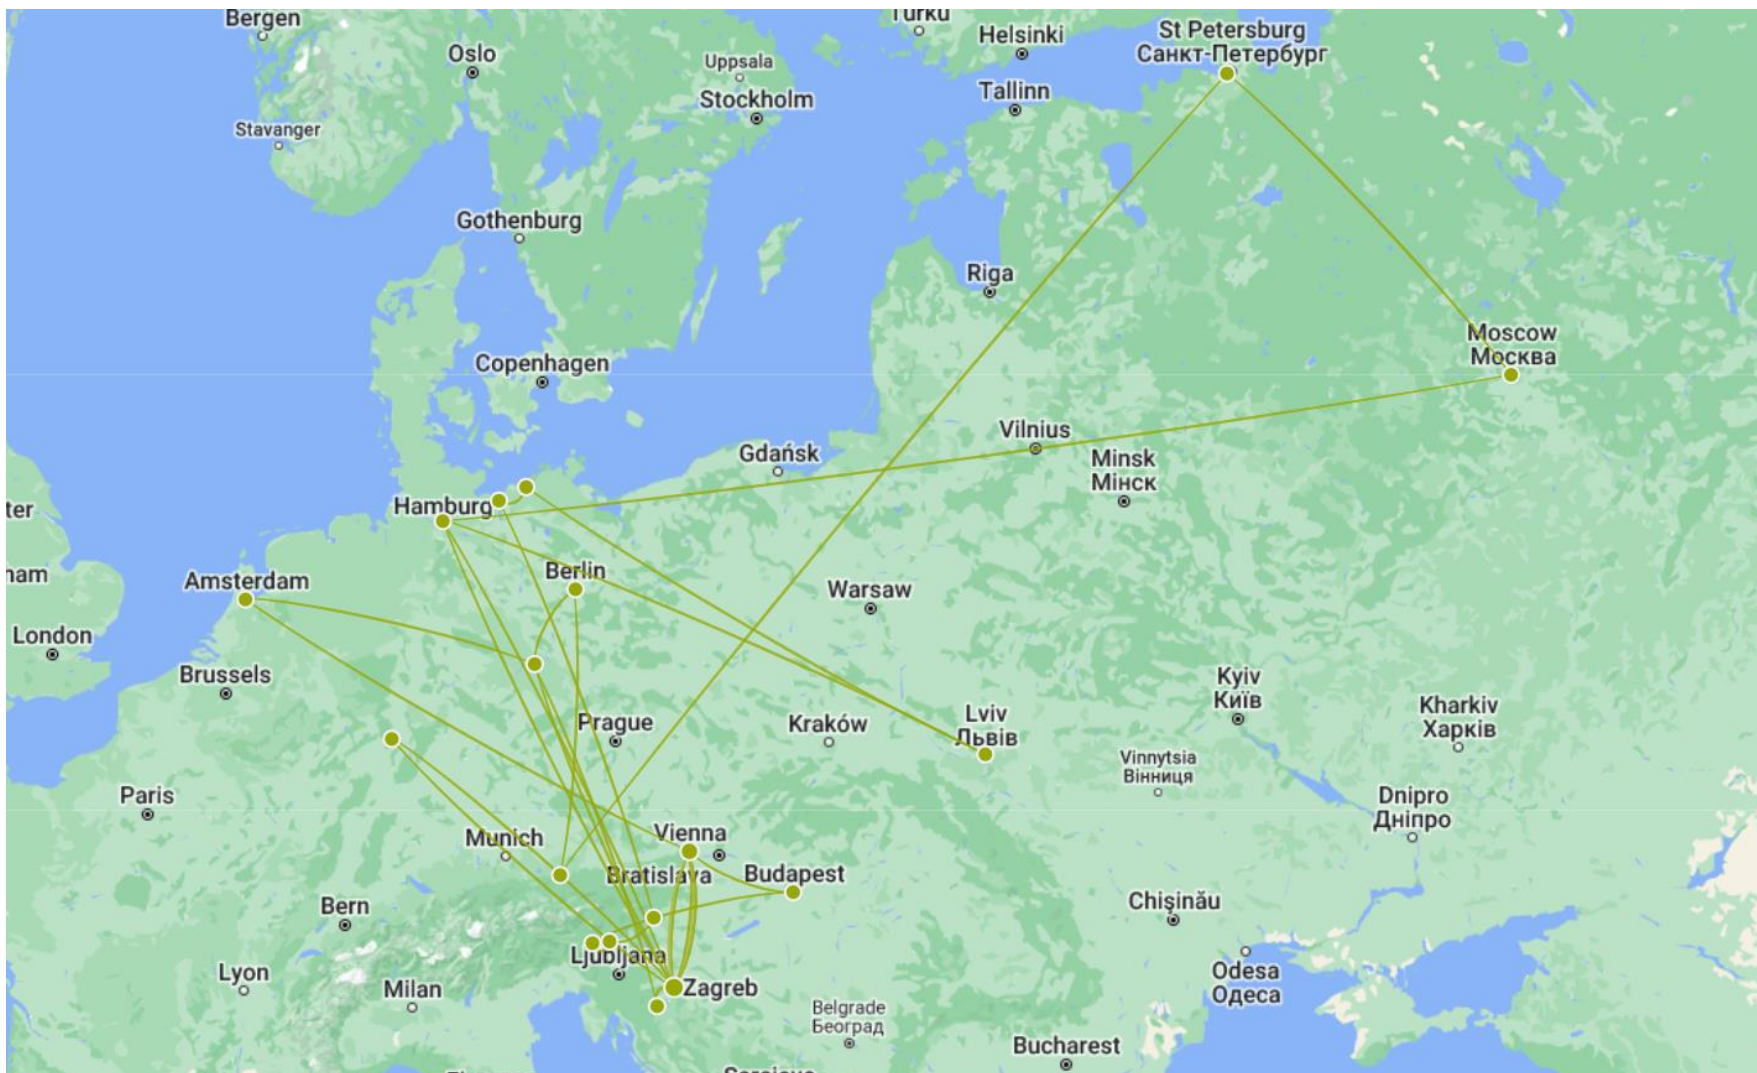 Bergen
Turku
Oslo
Helsinki
St Petersburg
Санкт-Петербург
Uppsala
Stockholm
Tallinn
Stavanger
Gothenburg
Riga
Moscow
Москва
Copenhagen
Vilnius
Gdańsk
Minsk
Мінск
Hamburg
ter
ham
Amsterdam
Berlin
Warsaw
London
Brussels
Kyiv
Київ
Prague
Kraków
Lviv
Львів
Kharkiv
Харків
Vinnytsia
Вінниця
Paris
Dnipro
Дніпро
Munich
Vienna
Bratislava
Budapest
Bern
Chișinău
Ljubljana
Lyon
Milan
Zagreb
Odesa
Одеса
Belgrade
Београд
Bucharest